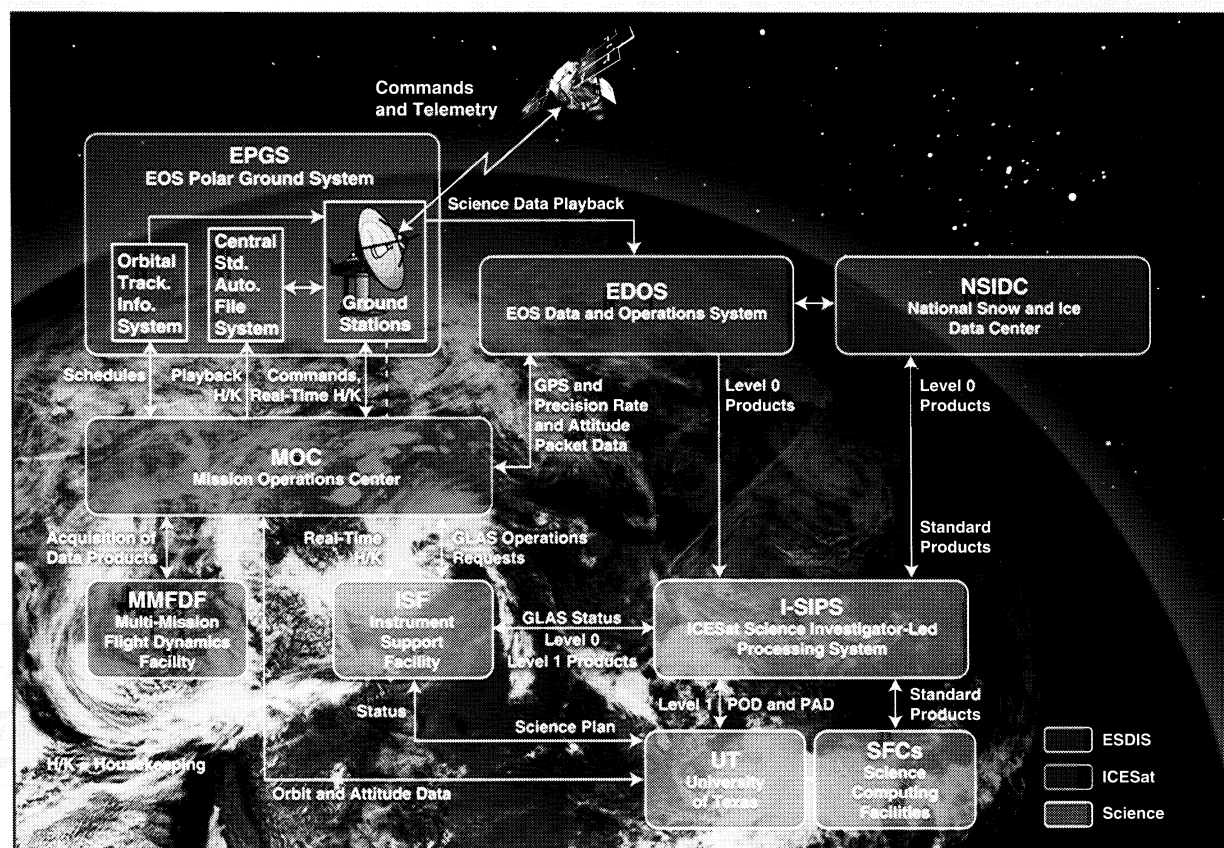 Commands
and Telemetry
EPGS
EOS Polar Ground System
Science Data Playback
Orbital
Track.
Info.
System
Central
Std.
Auto.
File
System
Ground
Stations
EDOS
EOS Data and Operations System
NSIDC
National Snow and Ice
Data Center
Schedules
Playback
H/K
Commands,
Real-Time H/K
GPS and
Precision Rate
and Attitude
Packet Data
Level 0
Products
Level 0
Products
MOC
Mission Operations Center
Acquisition of
Data Products
Real-Time
H/K
GLAS Operations
Requests
Standard
Products
MMFDF
Multi-Mission
Flight Dynamics
Facility
ISF
Instrument
Support
Facility
GLAS Status
Level 0
Level 1 Products
I-SIPS
ICESat Science Investigator-Led
Processing System
Status
Science Plan
Level 1
POD and PAD
Standard
Products
H/K = Housekeeping
Orbit and Attitude Data
UT
University
of Texas
SFCs
Science
Computing
Facilities
ESDIS
ICESat
Science